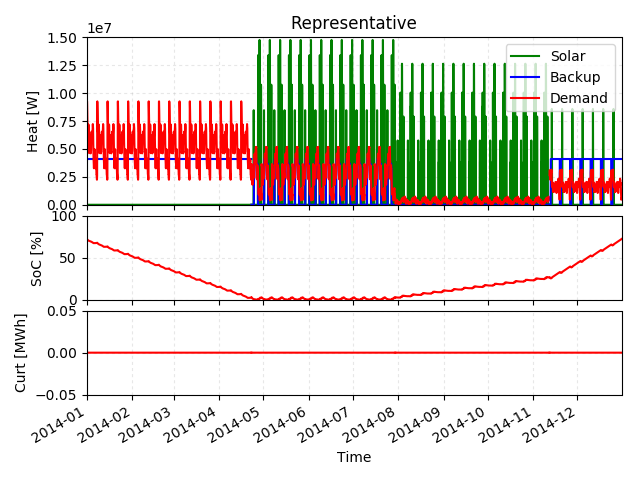 Representative
1e7
1.50
1.25
1.00
0.75
0.50
0.25
0.00
Heat [W]
Solar
Backup
Demand
100
50
0
SoC [%]
0.05
0.00
−0.05
Curt [MWh]
2014-01
2014-02
2014-03
2014-04
2014-05
2014-06
2014-07
2014-08
2014-09
2014-10
2014-11
2014-12
Time